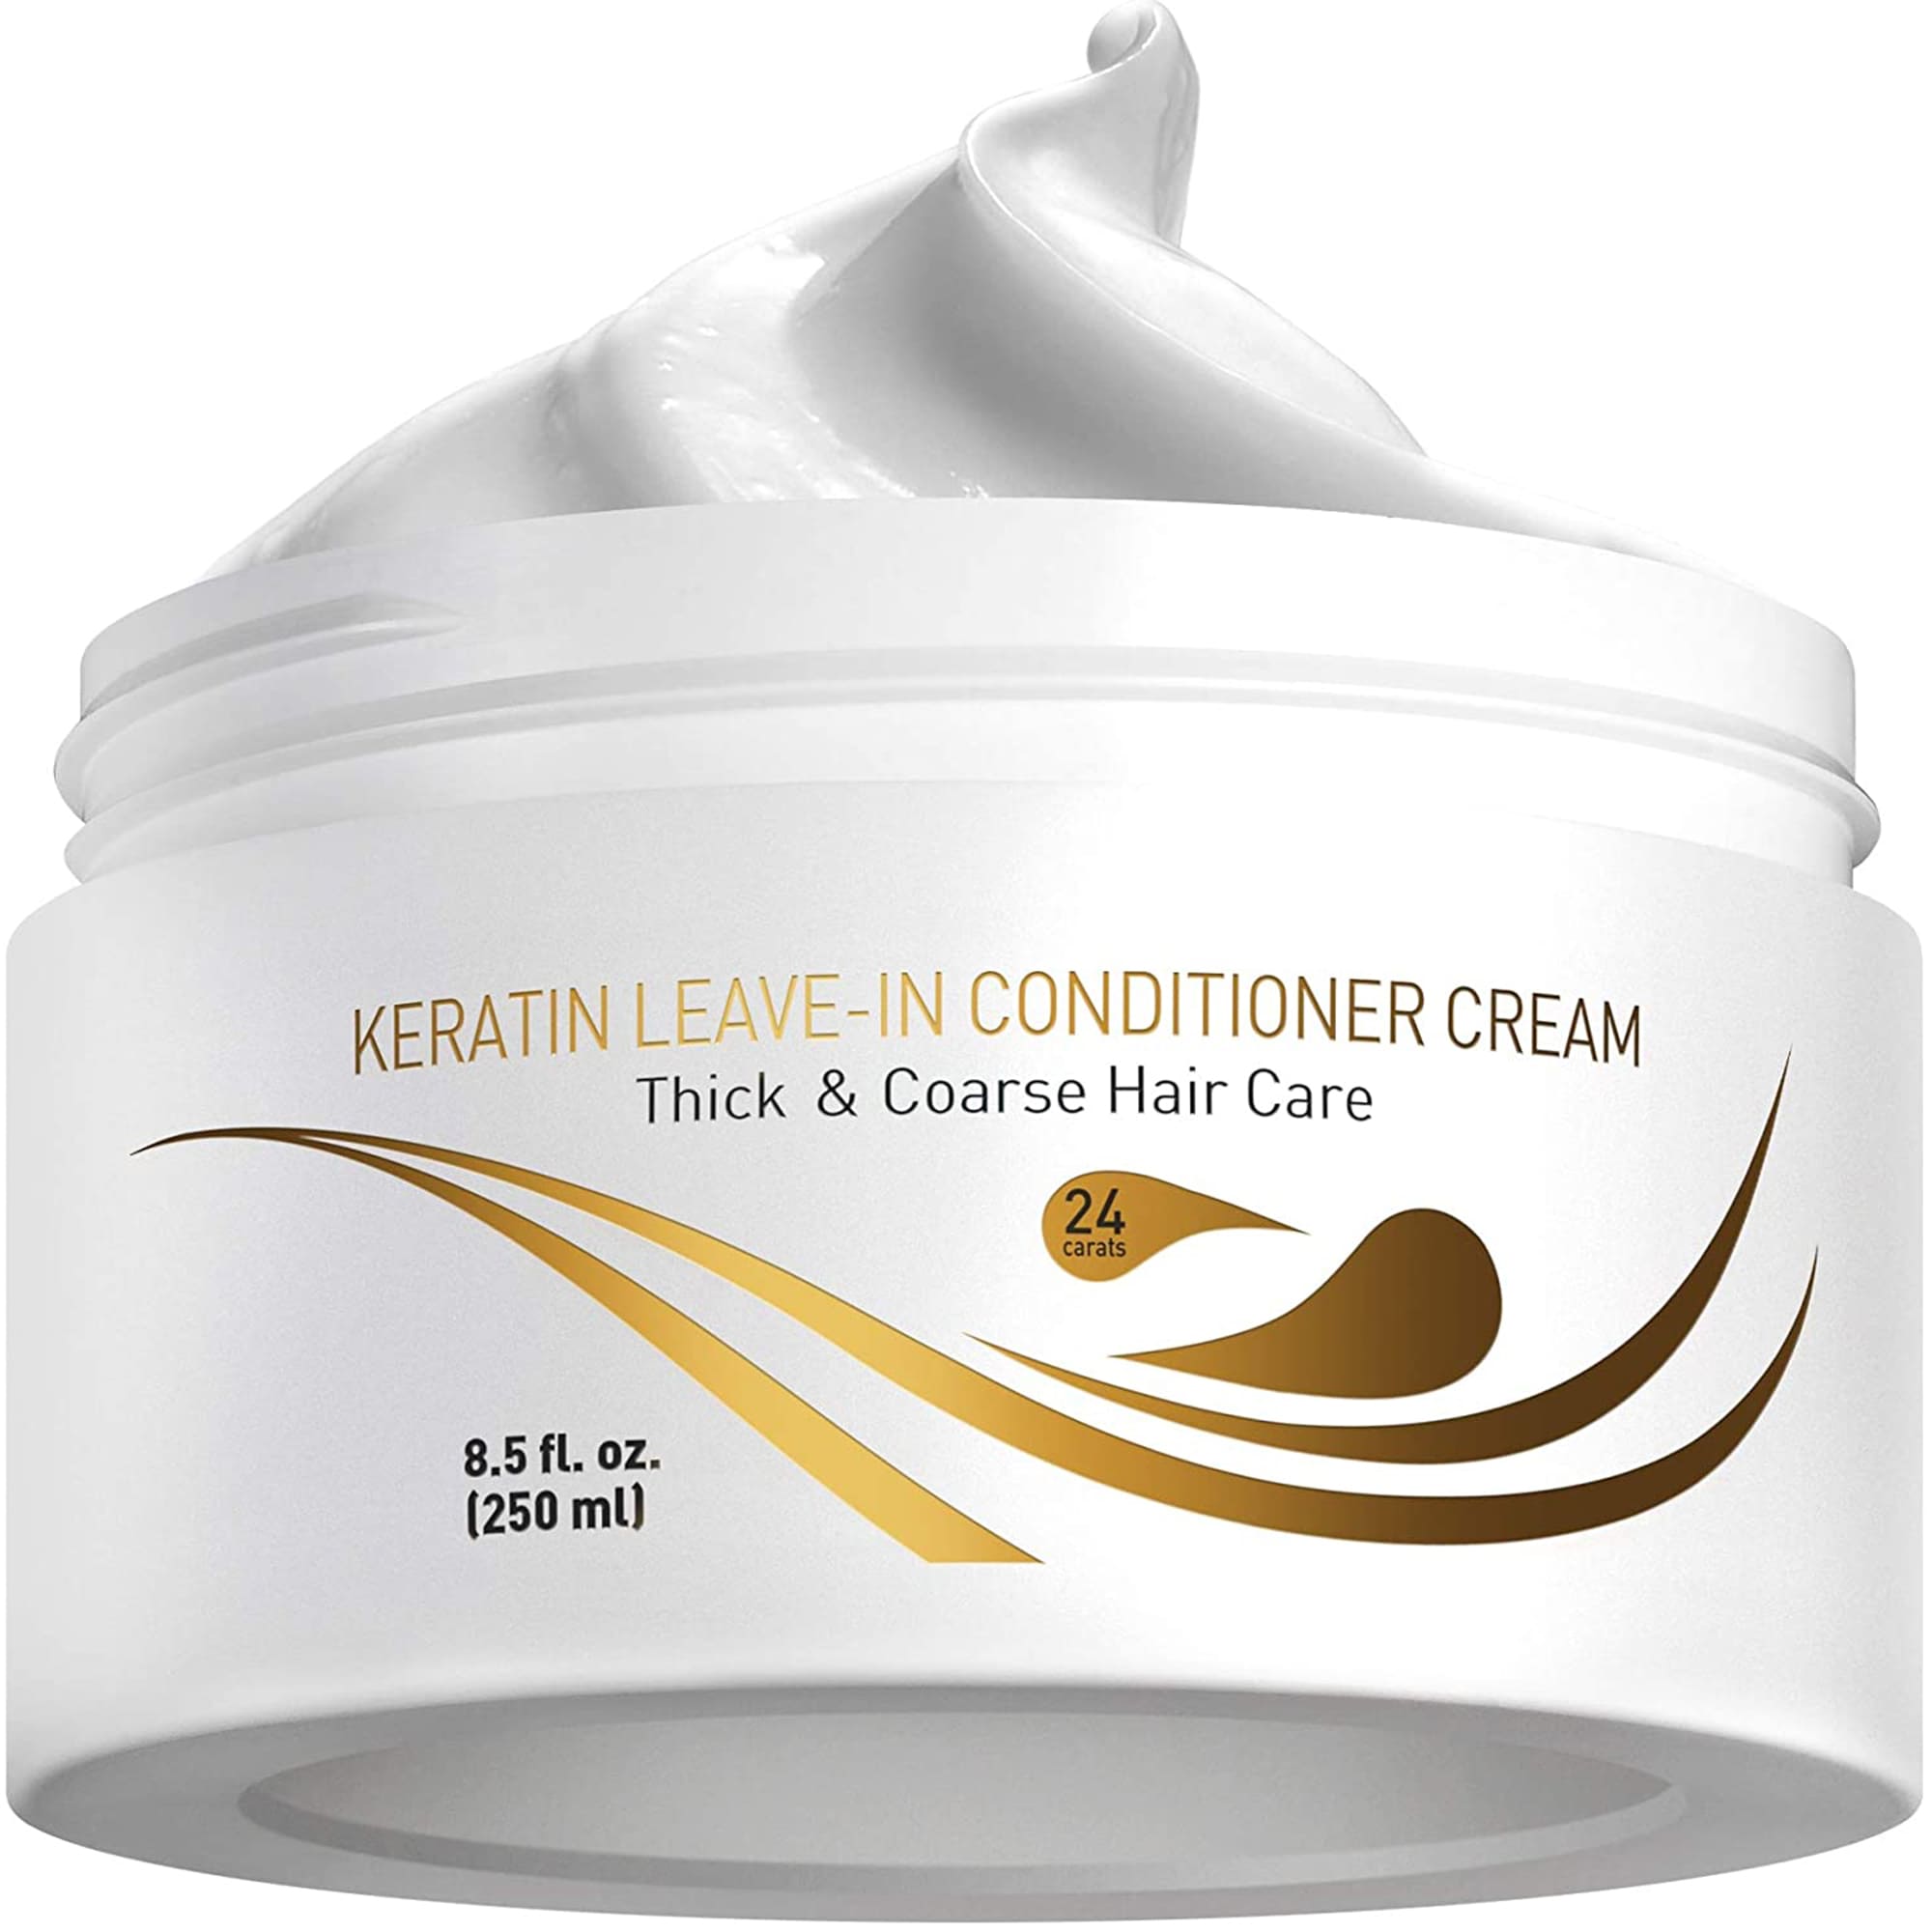 KERATIN LEAVE-IN CONDITIONER CREAM
Thick & Coarse Hair Care
24
carats
8.5 fl. oz.
(250 ml)